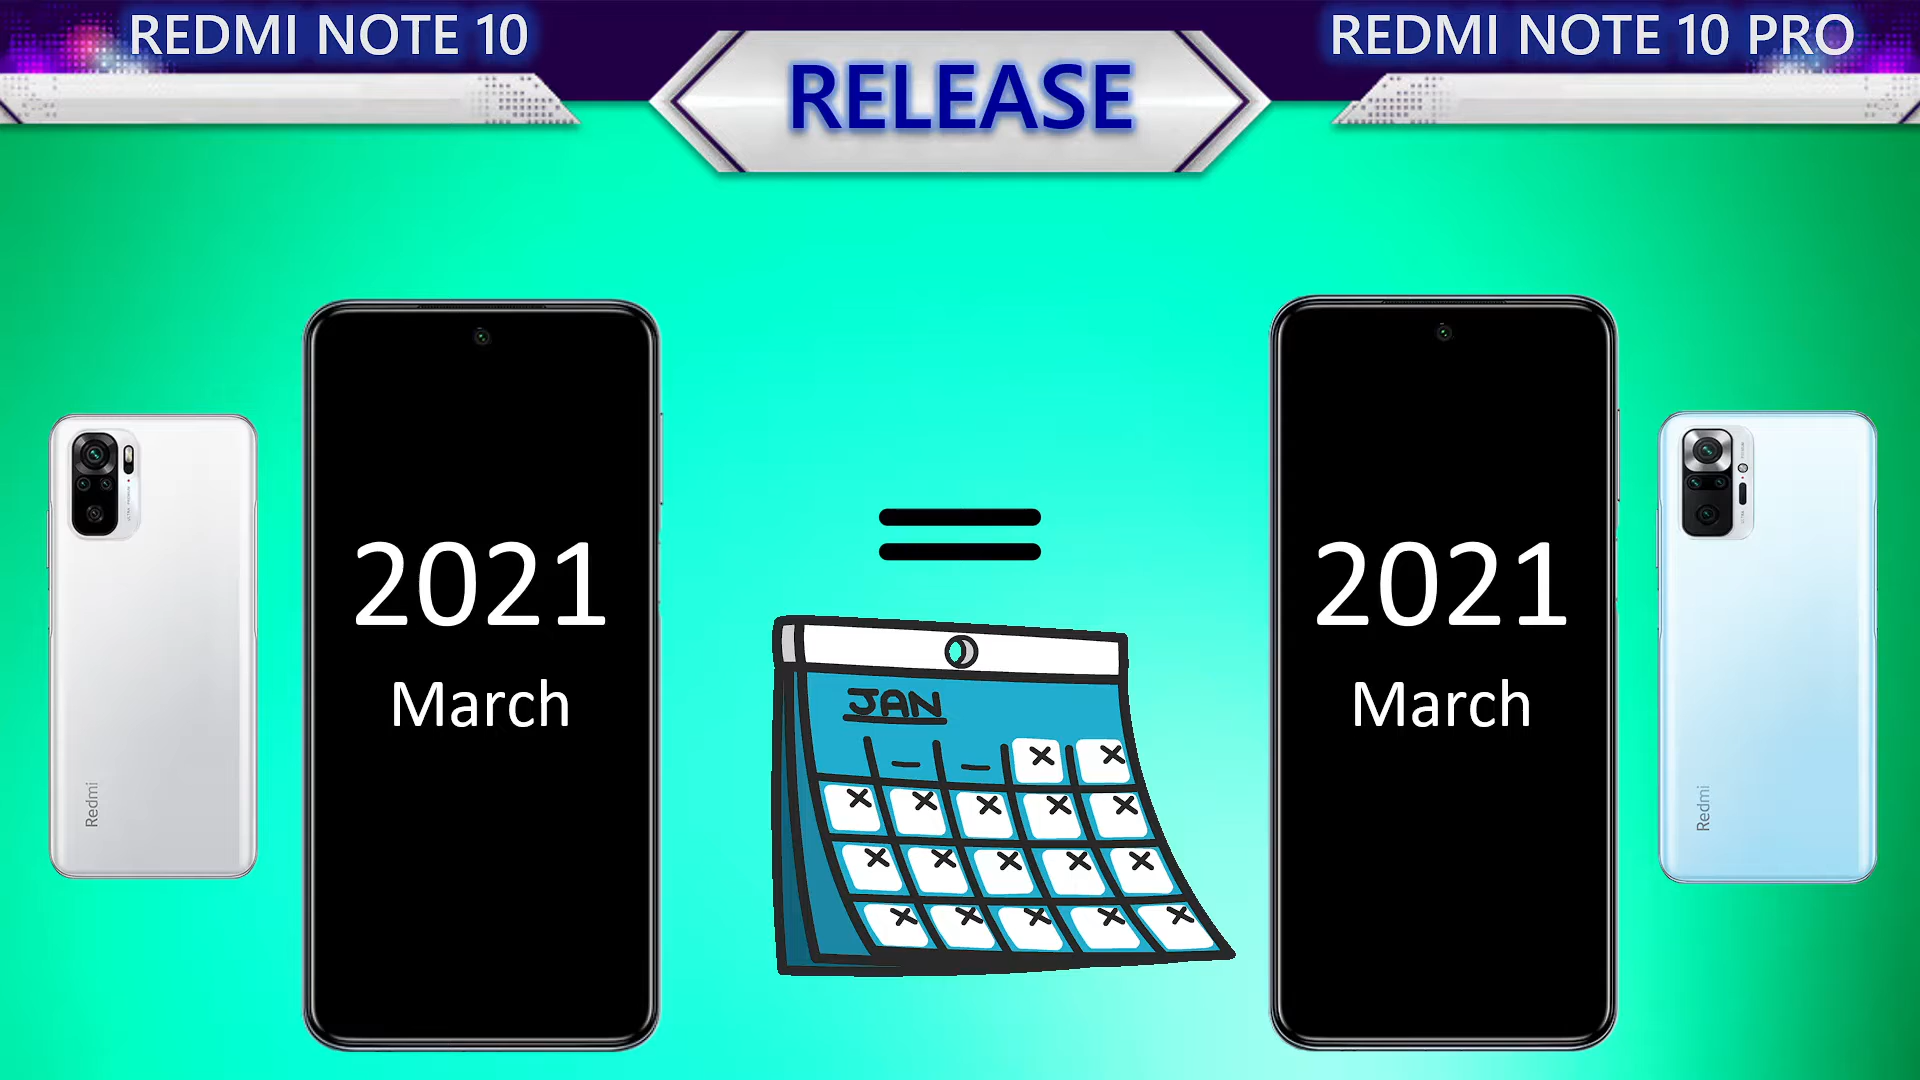 REDMI NOTE 10
RELEASE
REDMI NOTE 10 PRO
2021
March
JAN
2021
March
Redmi
Redmi